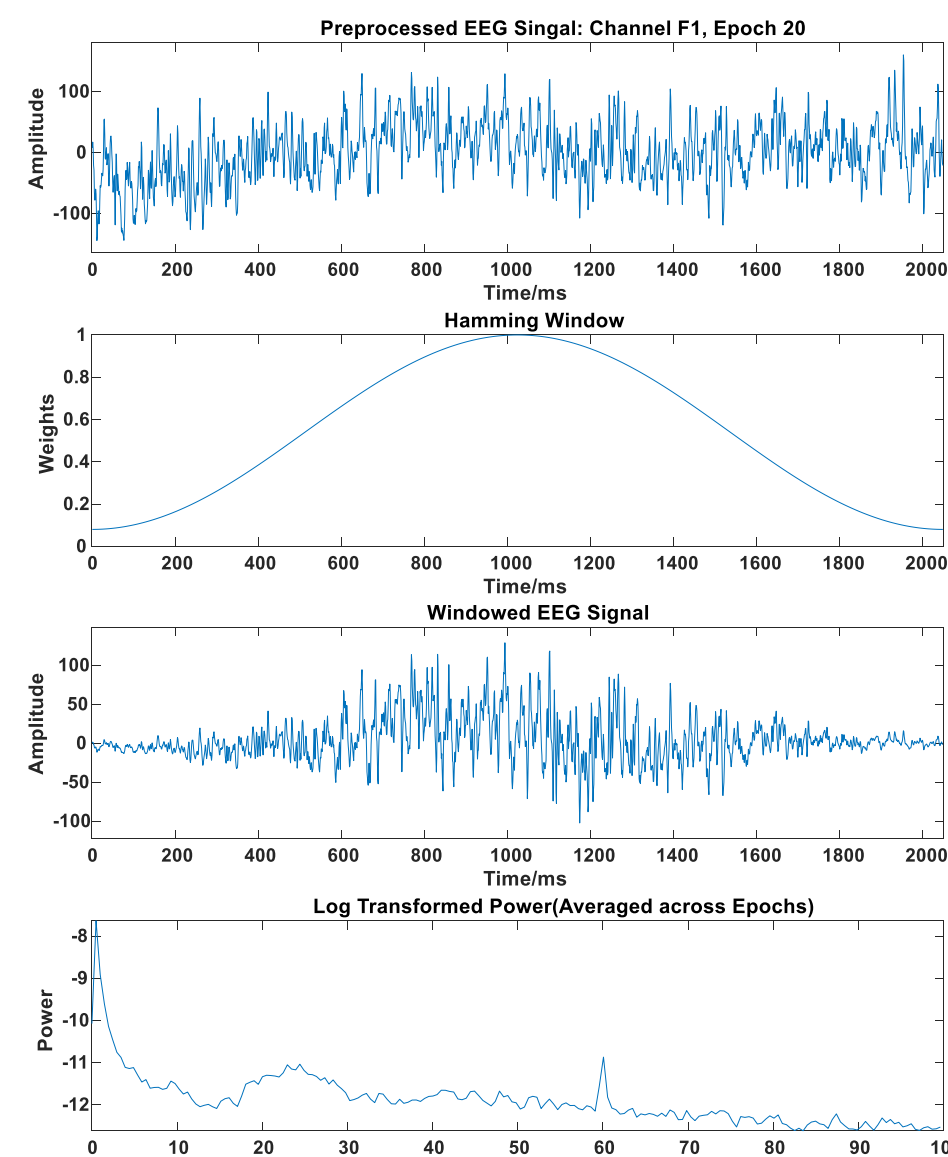 Preprocessed EEG Singal: Channel F1, Epoch 20
Amplitude
100
0
-100
0 200 400 600 800 1000 1200 1400 1600 1800 2000
Time/ms
Hamming Window
Weights
1
0.8
0.6
0.4
0.2
0
0 200 400 600 800 1000 1200 1400 1600 1800 2000
Time/ms
Windowed EEG Signal
Amplitude
100
50
0
-50
-100
0 200 400 600 800 1000 1200 1400 1600 1800 2000
Time/ms
Log Transformed Power(Averaged across Epochs)
Power
-8
-9
-10
-11
-12
0 10 20 30 40 50 60 70 80 90